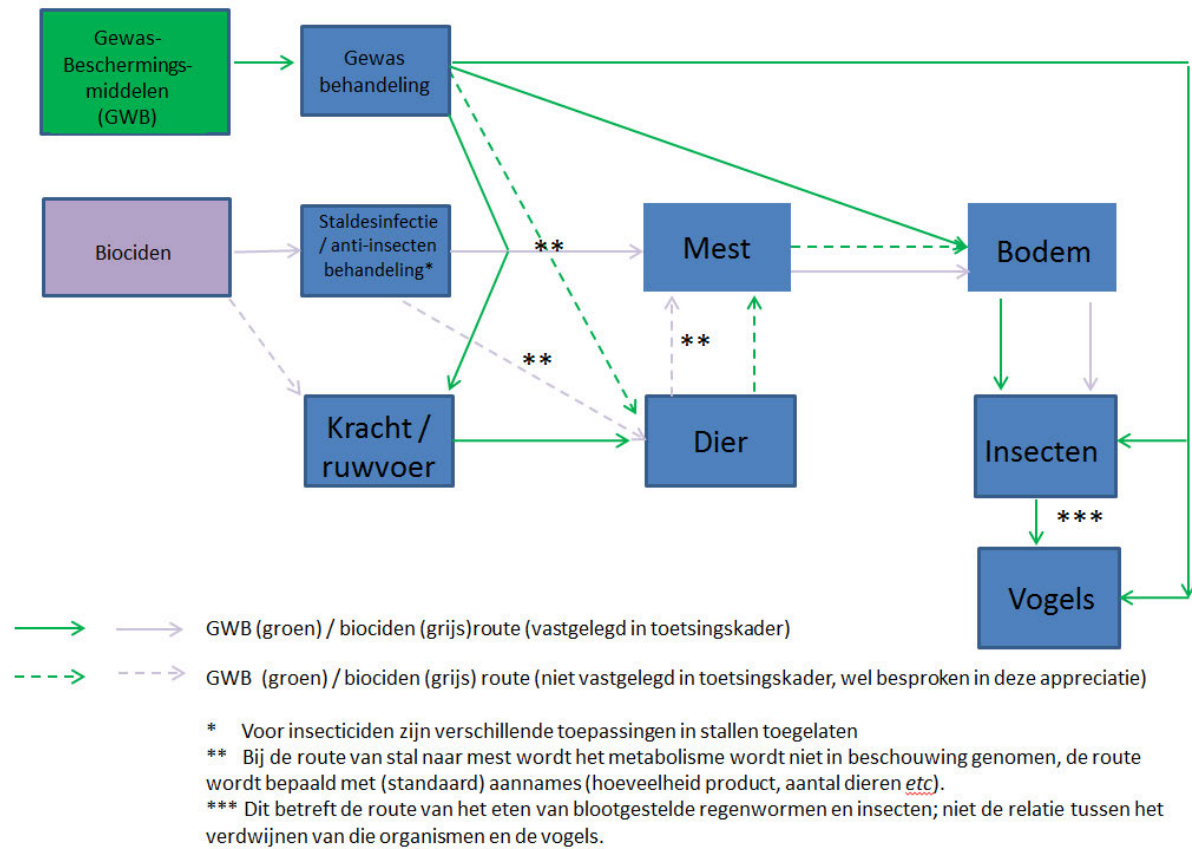 Gewas-
Beschermings-
middelen
(GWB)
Gewas
behandeling
Biociden
Staldesinfectie
/ anti-insecten
behandeling*
**
Mest
Bodem
**
**
Kracht /
ruwvoer
Dier
Insecten
***
Vogels
GWB (groen) / biociden (grijs)route (vastgelegd in toetsingskader)
GWB (groen) / biociden (grijs) route (niet vastgelegd in toetsingskader, wel besproken in deze appreciatie)
* Voor insecticiden zijn verschillende toepassingen in stallen toegelaten
** Bij de route van stal naar mest wordt het metabolisme wordt niet in beschouwing genomen, de route
wordt bepaald met (standaard) aannames (hoeveelheid product, aantal dieren etc).
*** Dit betreft de route van het eten van blootgestelde regenwormen en insecten; niet de relatie tussen het
verdwijnen van die organismen en de vogels.